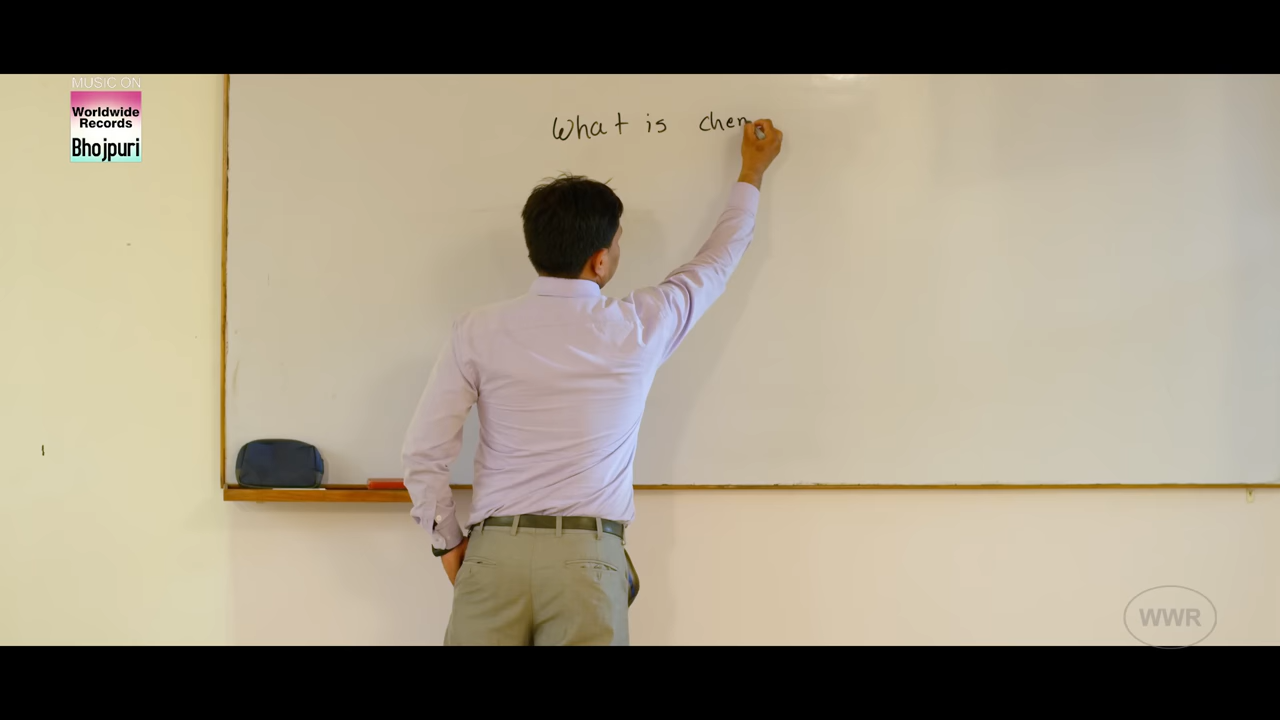 MUSIC ON
Worldwide
Records
Bhojpuri
What is chem
WWR